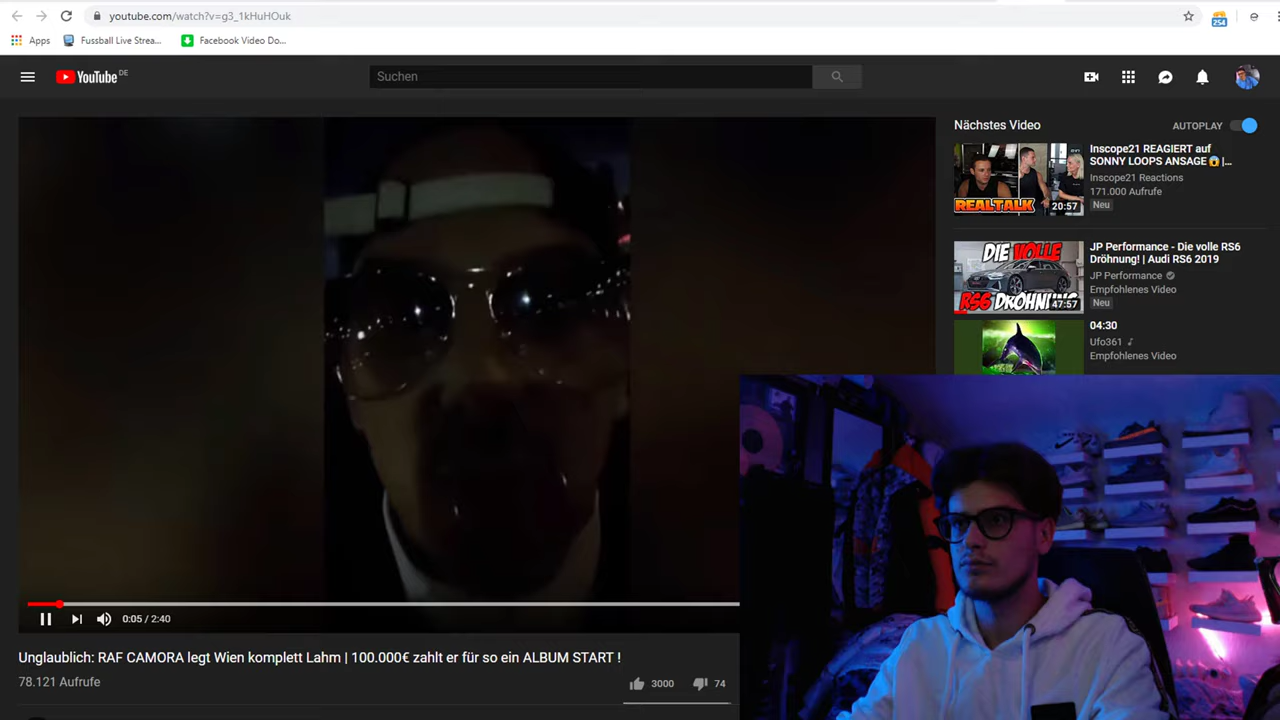 youtube.com/watch?v=g3_1kHuHOuk
254
Apps
Fussball Live Strea...
Facebook Video Do...
YouTube DE
Suchen
Nächstes Video
AUTOPLAY
REALTALK
20:57
Inscope21 REAGIERT auf
SONNY LOOPS ANSAGE😱 |...
Inscope21 Reactions
171.000 Aufrufe
Neu
DIE VOLLE
RS6 DRÖHNUNG
47:57
JP Performance - Die volle RS6
Dröhnung! | Audi RS6 2019
JP Performance
Empfohlenes Video
Neu
04:30
Ufo361
Empfohlenes Video
0:05 / 2:40
Unglaublich: RAF CAMORA legt Wien komplett Lahm | 100.000€ zahlt er für so ein ALBUM START !
78.121 Aufrufe
3000
74